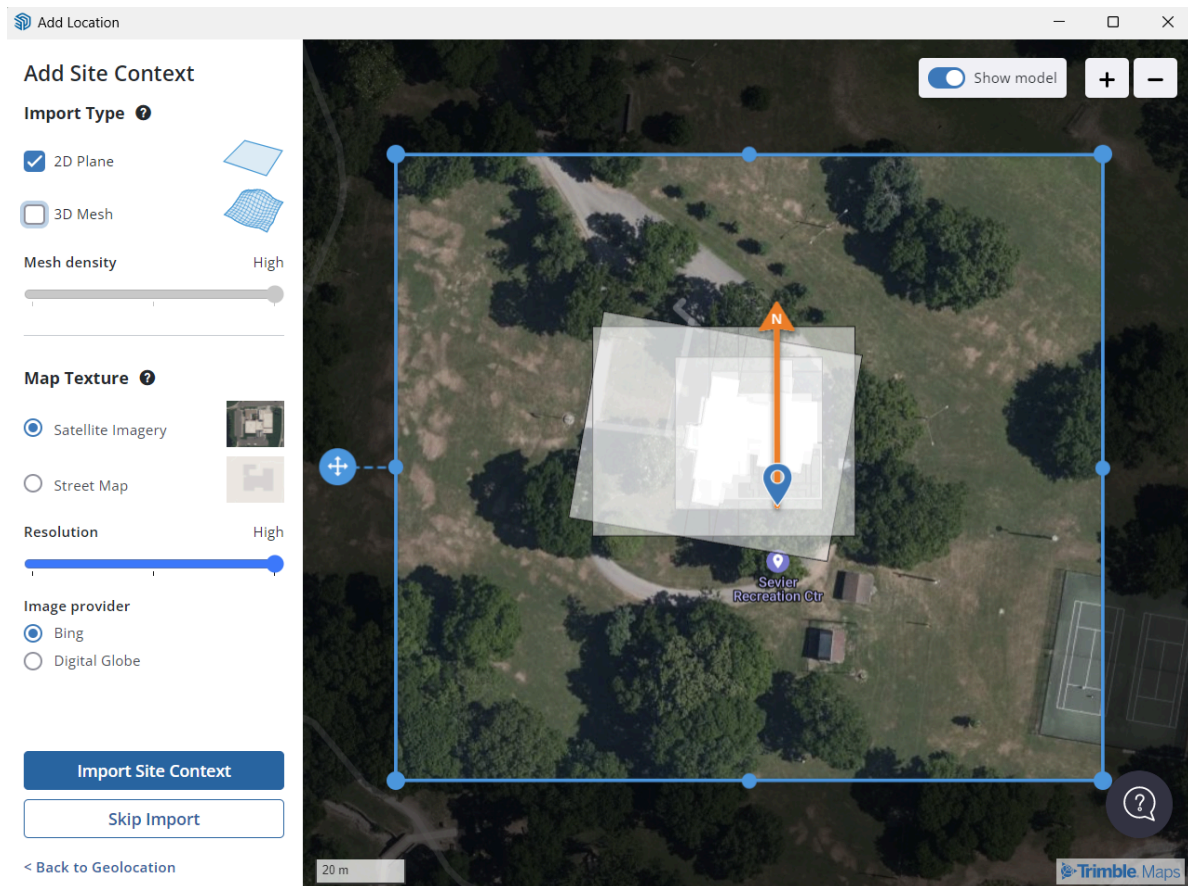 Add Location
Add Site Context
Import Type ?
2D Plane
3D Mesh
Mesh density High
Map Texture ?
Satellite Imagery
Street Map
Resolution High
Image provider
Bing
Digital Globe
Import Site Context
Skip Import
< Back to Geolocation
Show model
+ −
N
Sevier
Recreation Ctr
20 m
?
Trimble. Maps